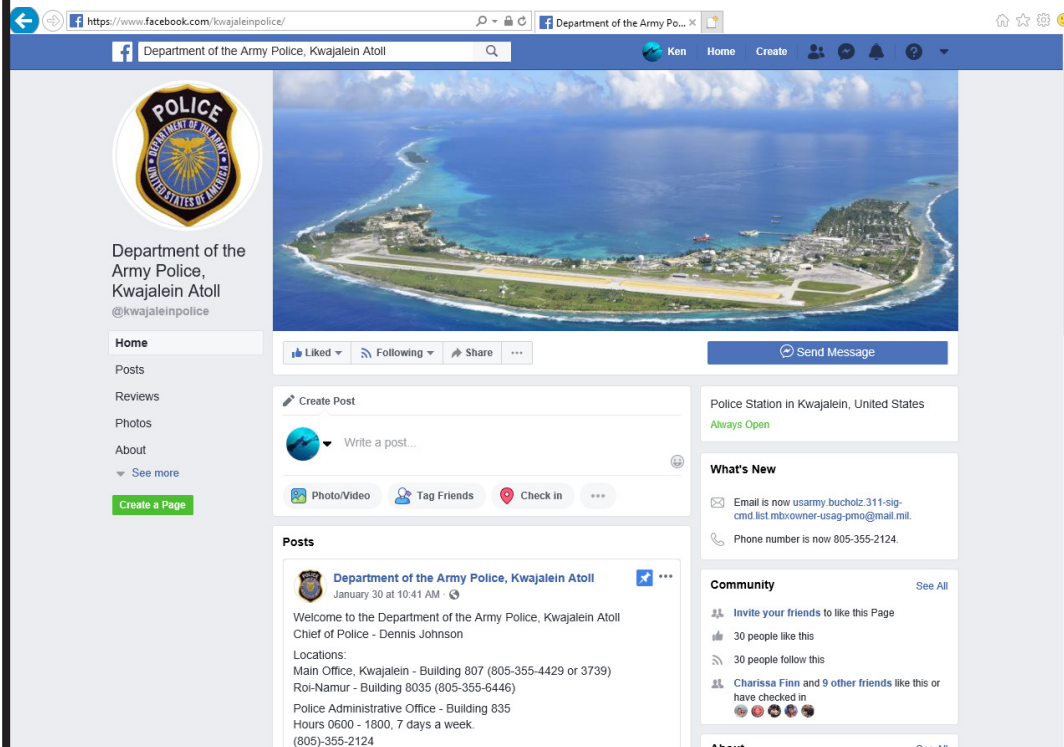 https://www.facebook.com/kwajaleinpolice/
Department of the Army Po...
Department of the Army Police, Kwajalein Atoll
Ken
Home
Create
POLICE
DEPARTMENT OF THE ARMY
UNITED STATES OF AMERICA
Department of the
Army Police,
Kwajalein Atoll
@kwajaleinpolice
Home
Posts
Reviews
Photos
About
See more
Create a Page
Liked
Following
Share
...
Send Message
Create Post
Write a post...
Photo/Video
Tag Friends
Check in
...
Posts
Department of the Army Police, Kwajalein Atoll
January 30 at 10:41 AM ·
Welcome to the Department of the Army Police, Kwajalein Atoll
Chief of Police - Dennis Johnson
Locations:
Main Office, Kwajalein - Building 807 (805-355-4429 or 3739)
Roi-Namur - Building 8035 (805-355-6446)
Police Administrative Office - Building 835
Hours 0600 - 1800, 7 days a week.
(805)-355-2124
Police Station in Kwajalein, United States
Always Open
What's New
Email is now usarmy.bucholz.311-sig-
cmd.list.mbxowner-usag-pmo@mail.mil.
Phone number is now 805-355-2124.
Community
See All
Invite your friends to like this Page
30 people like this
30 people follow this
Charissa Finn and 9 other friends like this or
have checked in
About
See All